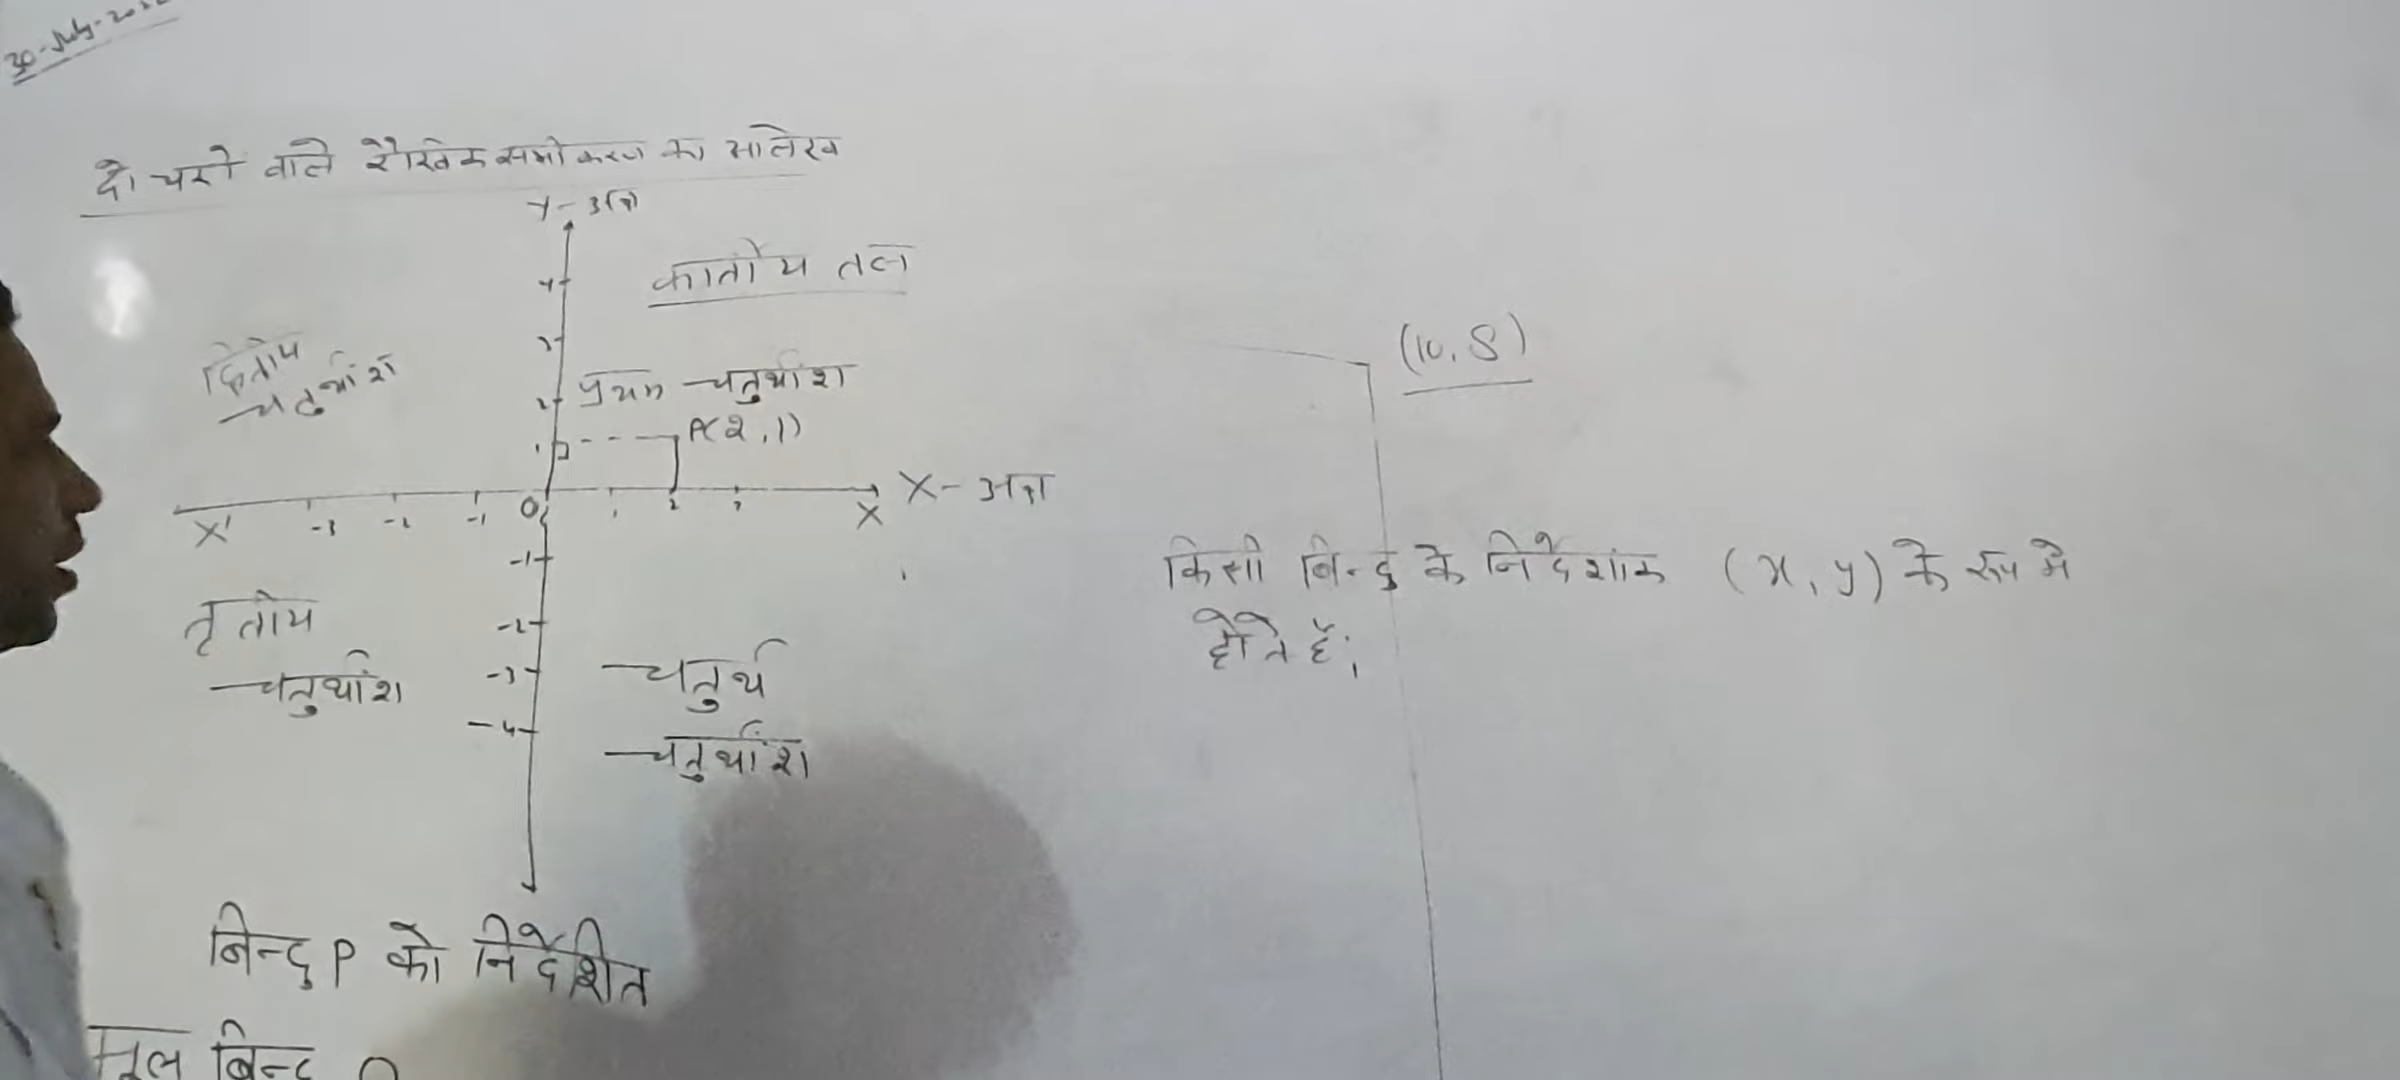 30-July-20
दो चरों वाले रैखिक समीकरण का आलेख
Y-अक्ष
कार्तीय तल
4
3
द्वितीय
चतुर्थांश
2
प्रथम चतुर्थांश
1
P(2,1)
X' -3 -2 -1 O 1 2 3 X
X-अक्ष
-1
-2
-3
-4
तृतीय
चतुर्थांश
चतुर्थ
चतुर्थांश
बिन्दु P को निर्देशित
मूल बिन्दु
(10, 8)
किसी बिन्दु के निर्देशांक (x, y) के रूप में
होते हैं।